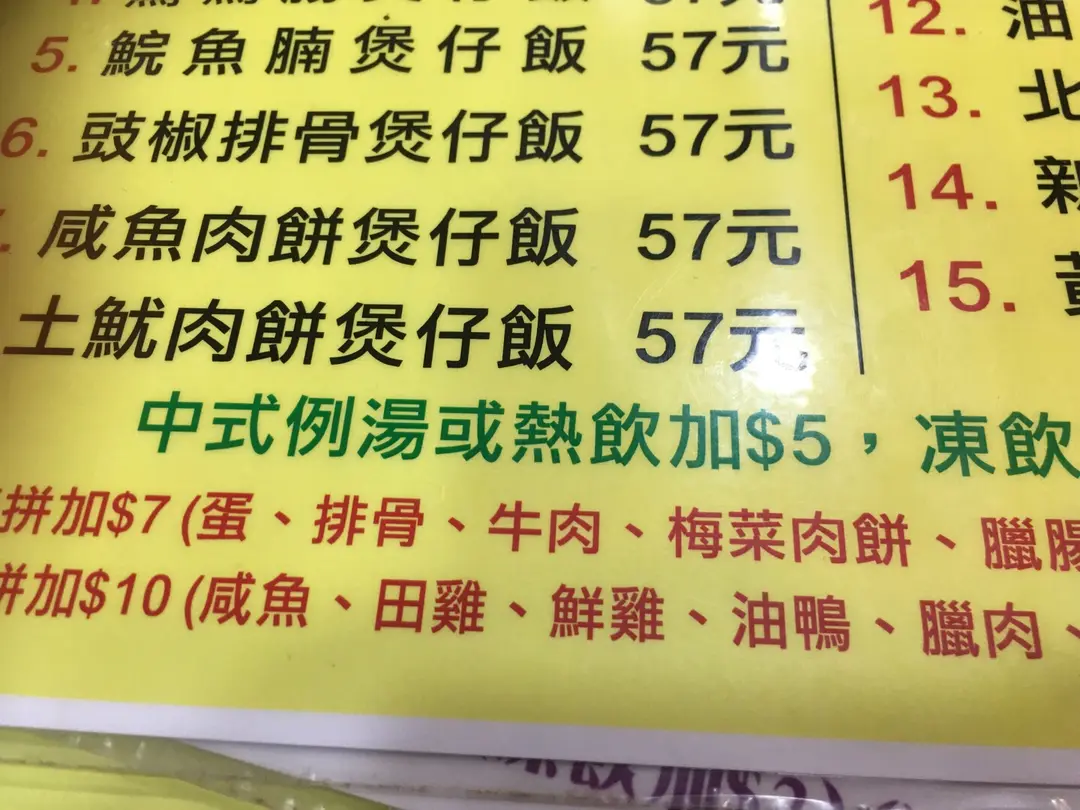 5. 鯇魚腩煲仔飯 57元
6. 豉椒排骨煲仔飯 57元
咸魚肉餅煲仔飯 57元
土魷肉餅煲仔飯 57元
12. 油
13. 北
14.
15.
中式例湯或熱飲加$5，凍飲
拼加$7 (蛋、排骨、牛肉、梅菜肉餅、臘腸
拼加$10 (咸魚、田雞、鮮雞、油鴨、臘肉、